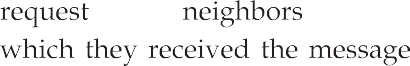 request neighbors
which they received the message